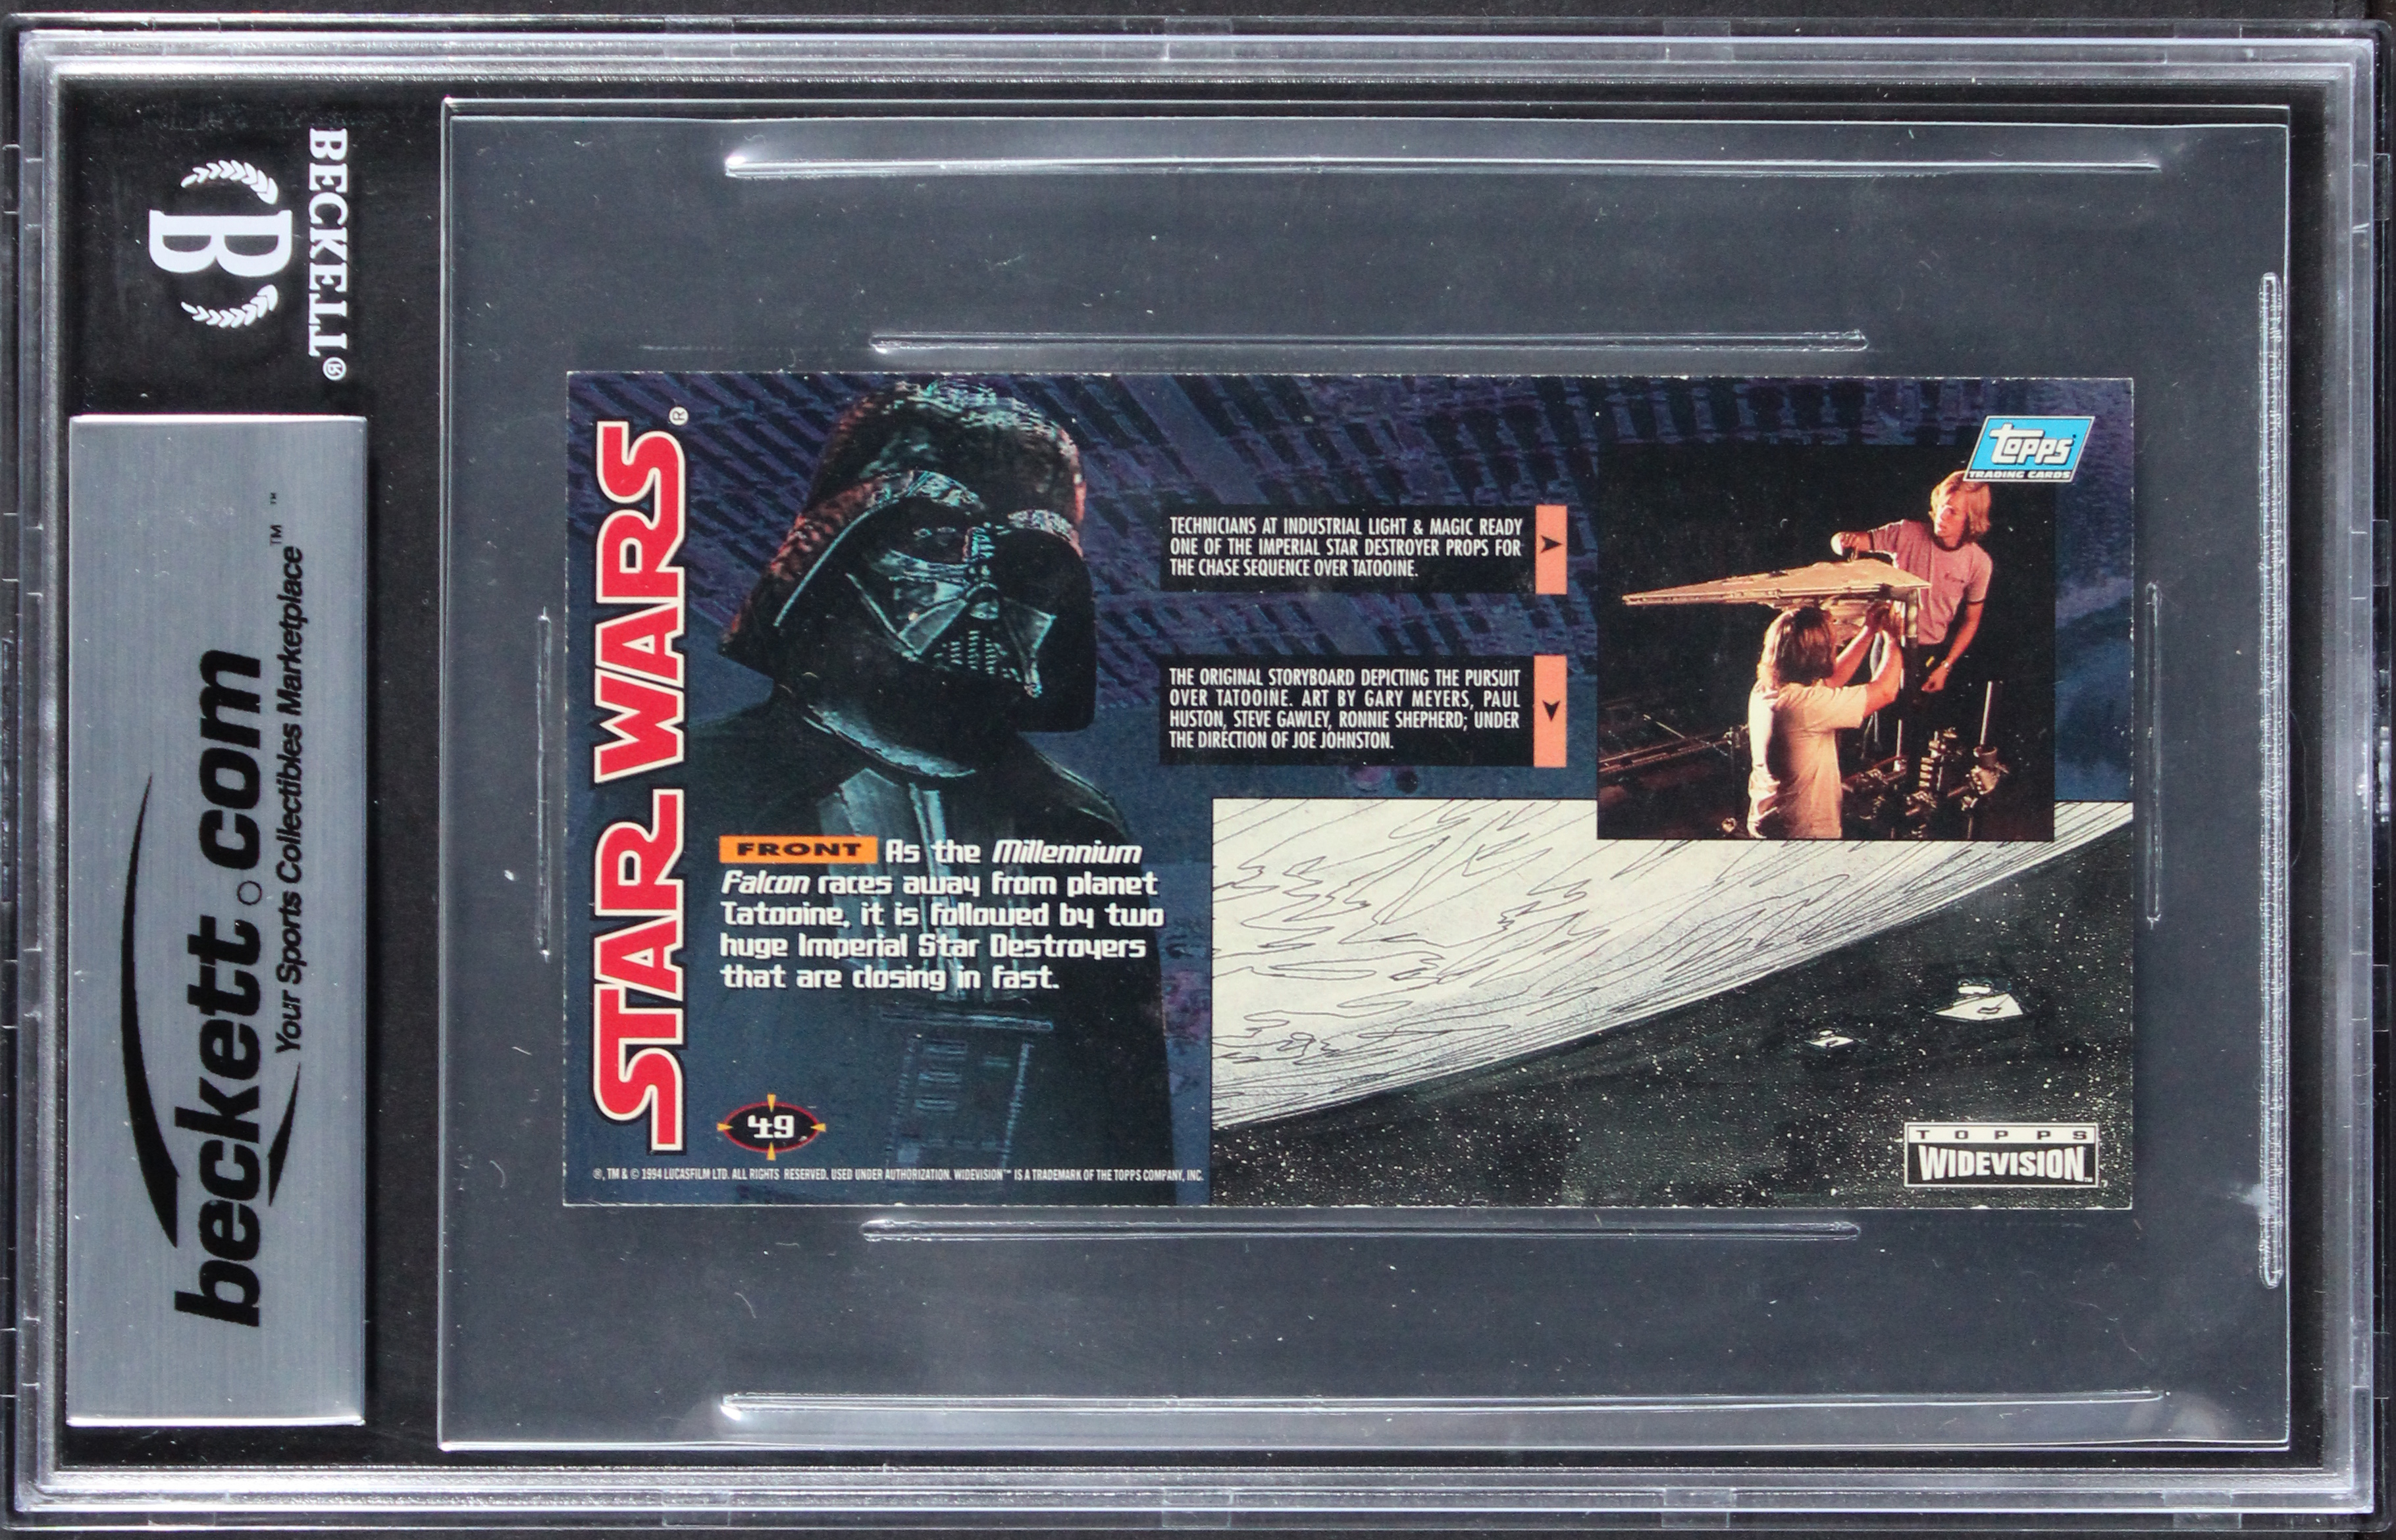 BECKETT®
B
beckett.com™
Your Sports Collectibles Marketplace™
STAR WARS®
TOPPS
TRADING CARDS
TECHNICIANS AT INDUSTRIAL LIGHT & MAGIC READY
ONE OF THE IMPERIAL STAR DESTROYER PROPS FOR
THE CHASE SEQUENCE OVER TATOOINE.
THE ORIGINAL STORYBOARD DEPICTING THE PURSUIT
OVER TATOOINE. ART BY GARY MEYERS, PAUL
HUSTON, STEVE GAWLEY, RONNIE SHEPHERD; UNDER
THE DIRECTION OF JOE JOHNSTON.
FRONT As the Millennium
Falcon races away from planet
Tatooine, it is followed by two
huge Imperial Star Destroyers
that are closing in fast.
49
®, TM & © 1994 LUCASFILM LTD. ALL RIGHTS RESERVED. USED UNDER AUTHORIZATION. WIDEVISION™ IS A TRADEMARK OF THE TOPPS COMPANY, INC.
TOPPS
WIDEVISION™